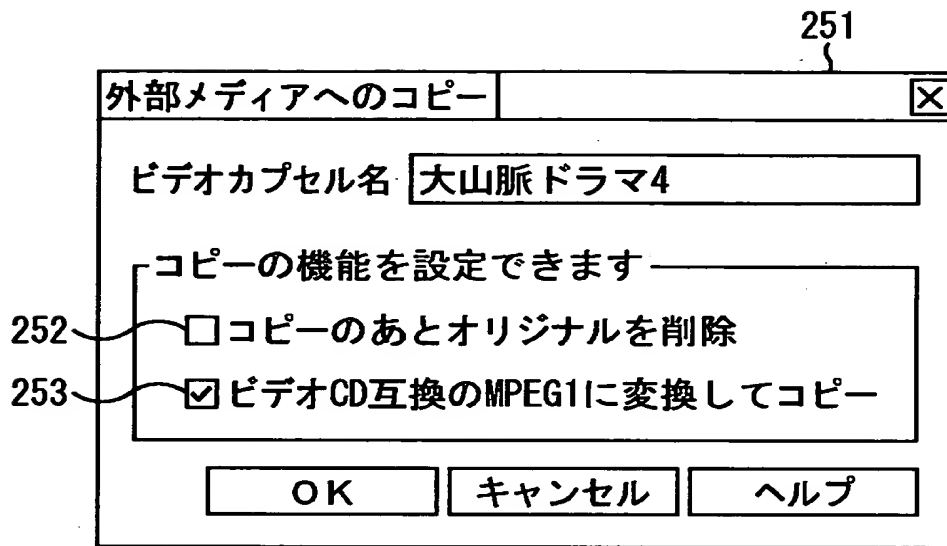 251
外部メディアへのコピー
ビデオカプセル名 大山脈ドラマ4
コピーの機能を設定できます
252 コピーのあとオリジナルを削除
253 ビデオCD互換のMPEG1に変換してコピー
OK キャンセル ヘルプ